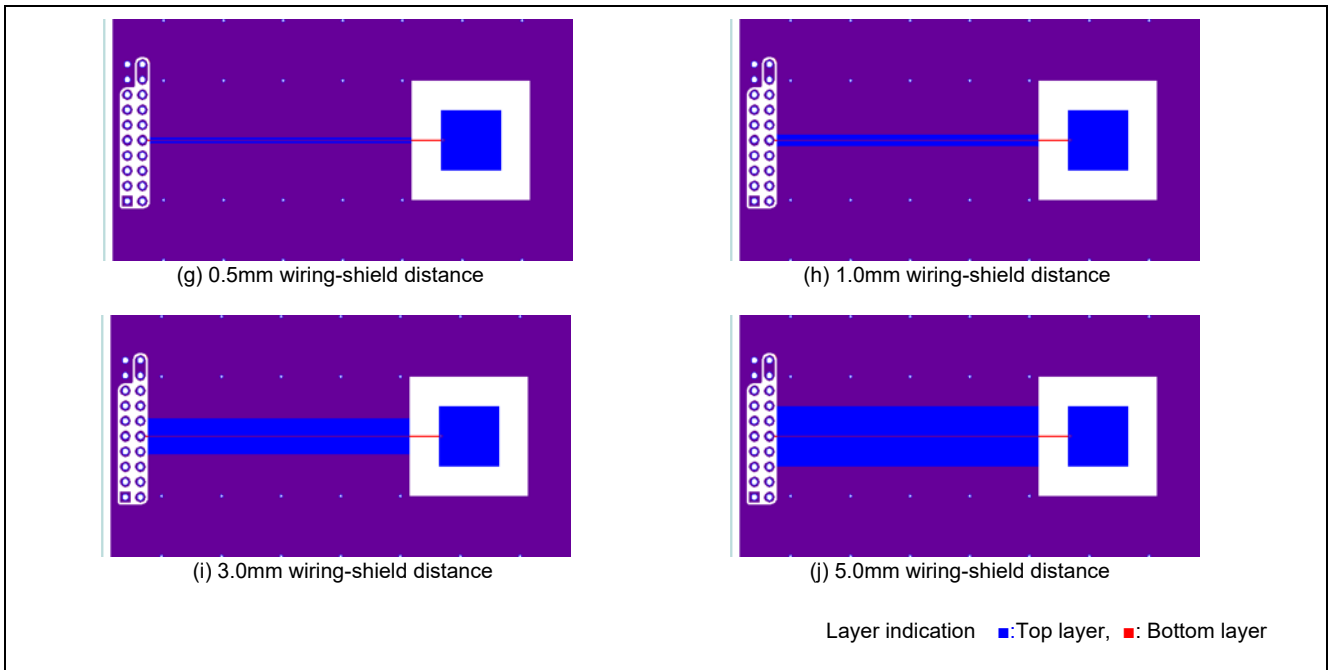 (g) 0.5mm wiring-shield distance
(h) 1.0mm wiring-shield distance
(i) 3.0mm wiring-shield distance
(j) 5.0mm wiring-shield distance
Layer indication ■:Top layer, ■: Bottom layer